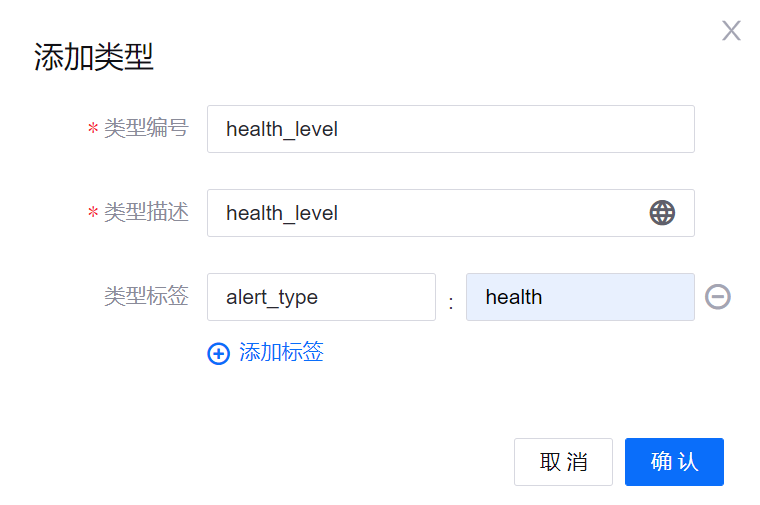 添加类型
* 类型编号 health_level
* 类型描述 health_level
类型标签 alert_type : health
添加标签
取消 确认